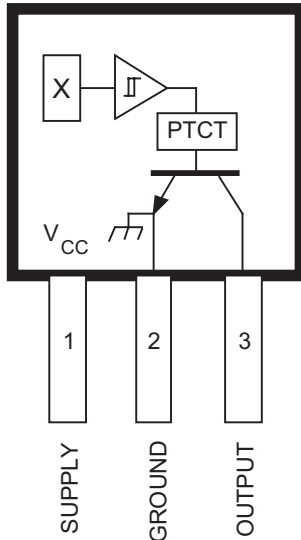 X
PTCT
VCC
1
2
3
SUPPLY
GROUND
OUTPUT